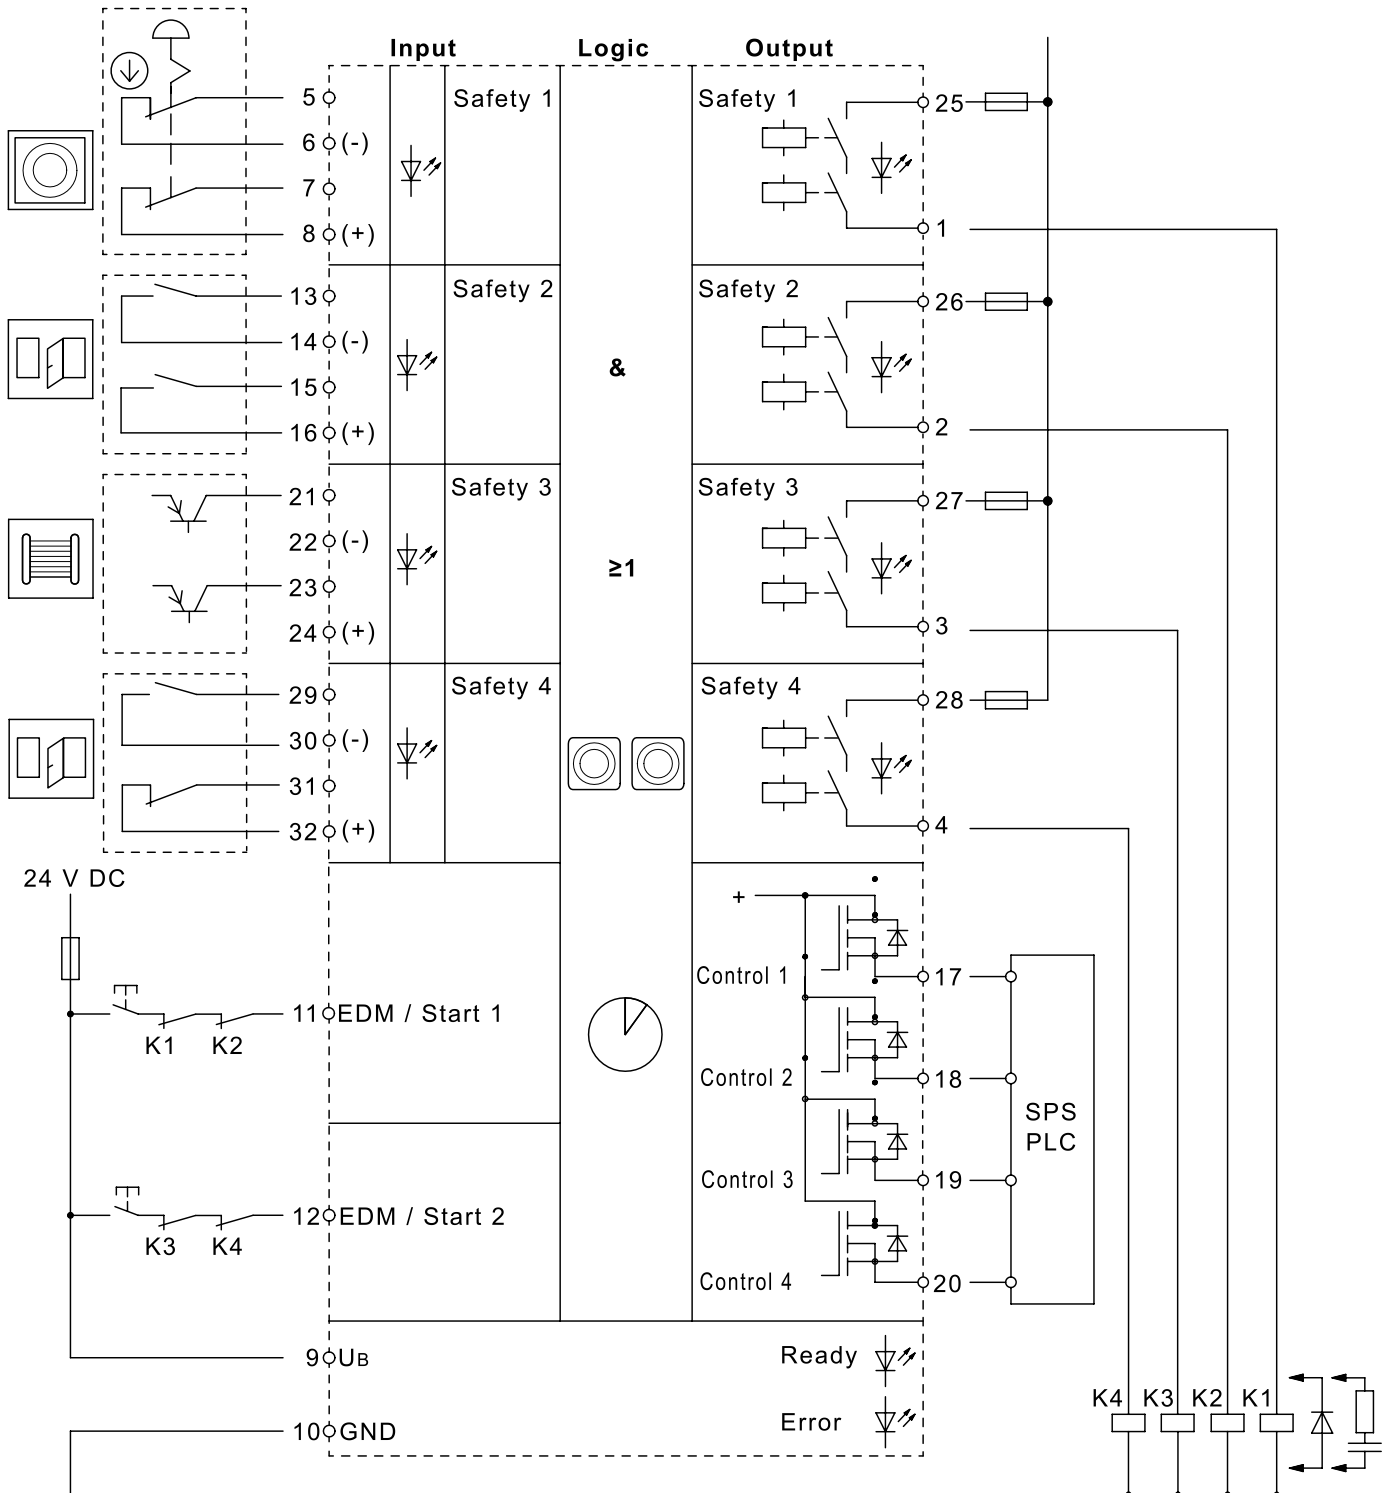 Input Logic Output
5 Safety 1 Safety 1 25
6 (-)
7
8 (+) 1
13 Safety 2 Safety 2 26
14 (-) &
15
16 (+) 2
21 Safety 3 Safety 3 27
22 (-)
23 ≥1
24 (+) 3
29 Safety 4 Safety 4 28
30 (-)
31
32 (+) 4
24 V DC
+
Control 1 17
11 EDM / Start 1
K1 K2
Control 2 18
SPS
PLC
Control 3 19
12 EDM / Start 2
K3 K4
Control 4 20
9 UB Ready
K4 K3 K2 K1
10 GND Error